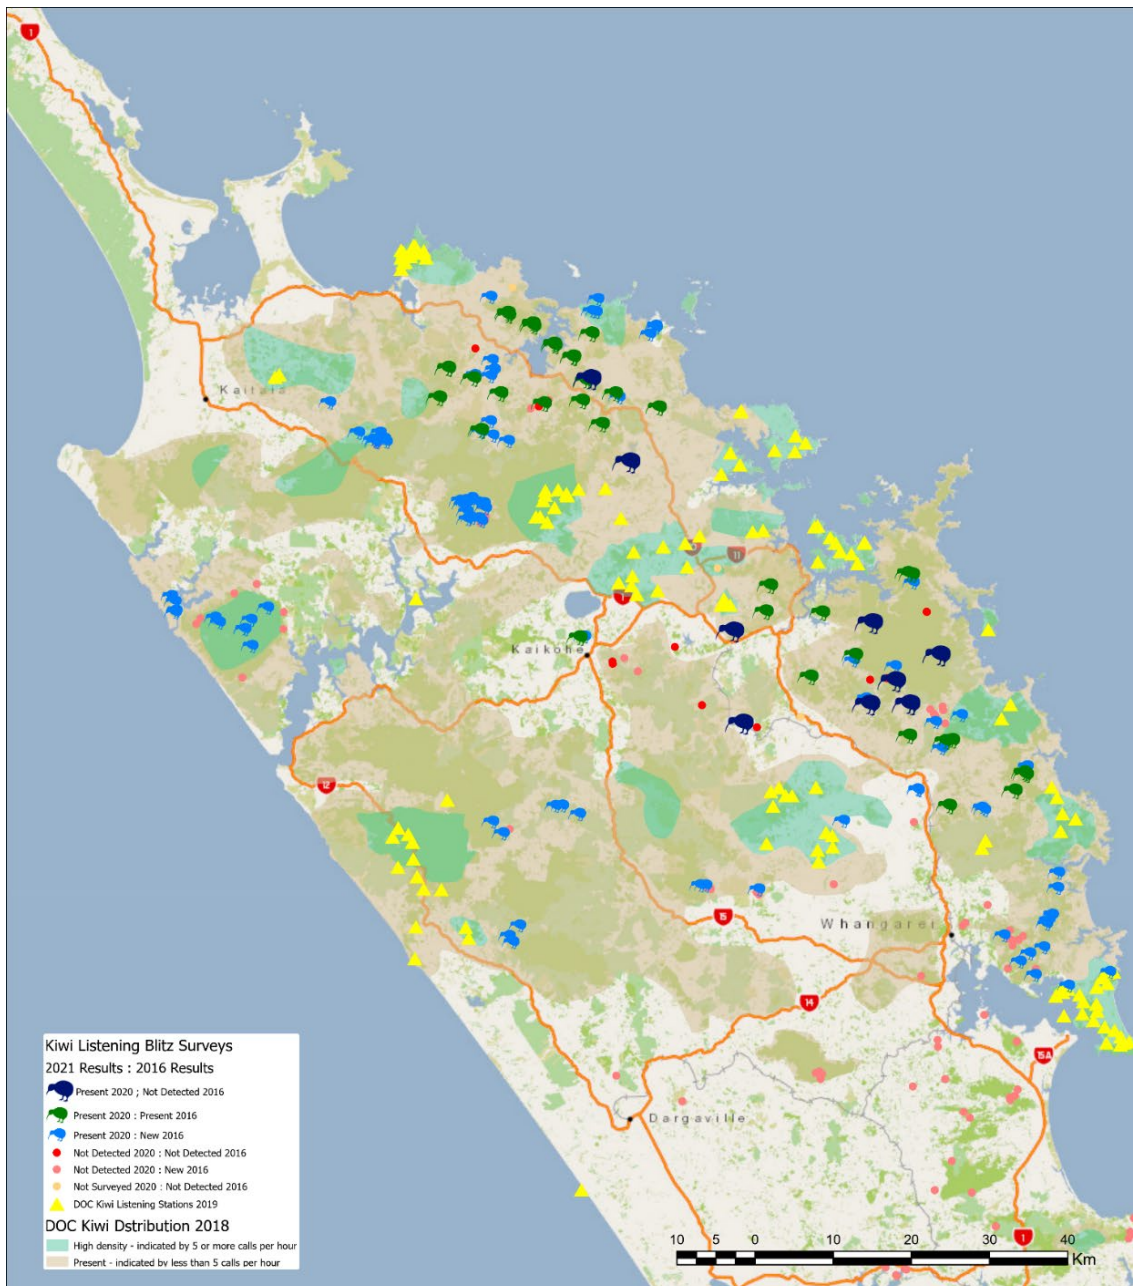 1
Kaitaia
11
1
Kaikohe
12
15
Whangarei
14
15A
Dargaville
1
Kiwi Listening Blitz Surveys
2021 Results : 2016 Results
Present 2020 ; Not Detected 2016
Present 2020 : Present 2016
Present 2020 : New 2016
Not Detected 2020 : Not Detected 2016
Not Detected 2020 : New 2016
Not Surveyed 2020 : Not Detected 2016
DOC Kiwi Listening Stations 2019
DOC Kiwi Dstribution 2018
High density - indicated by 5 or more calls per hour
Present - indicated by less than 5 calls per hour
10 5 0 10 20 30 40
Km